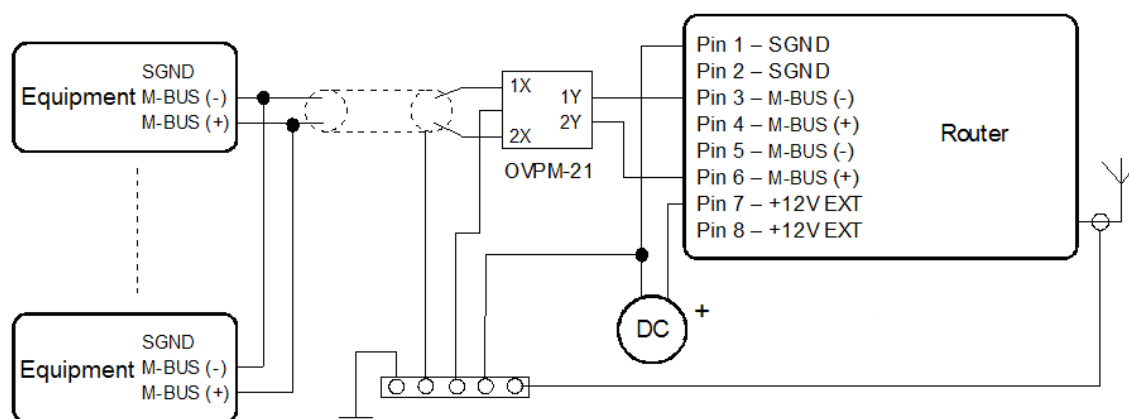 SGND
Equipment M-BUS (-)
M-BUS (+)
1X
1Y
2Y
2X
OVPM-21
Pin 1 – SGND
Pin 2 – SGND
Pin 3 – M-BUS (-)
Pin 4 – M-BUS (+)
Pin 5 – M-BUS (-)
Pin 6 – M-BUS (+)
Pin 7 – +12V EXT
Pin 8 – +12V EXT
Router
DC +
SGND
Equipment M-BUS (-)
M-BUS (+)